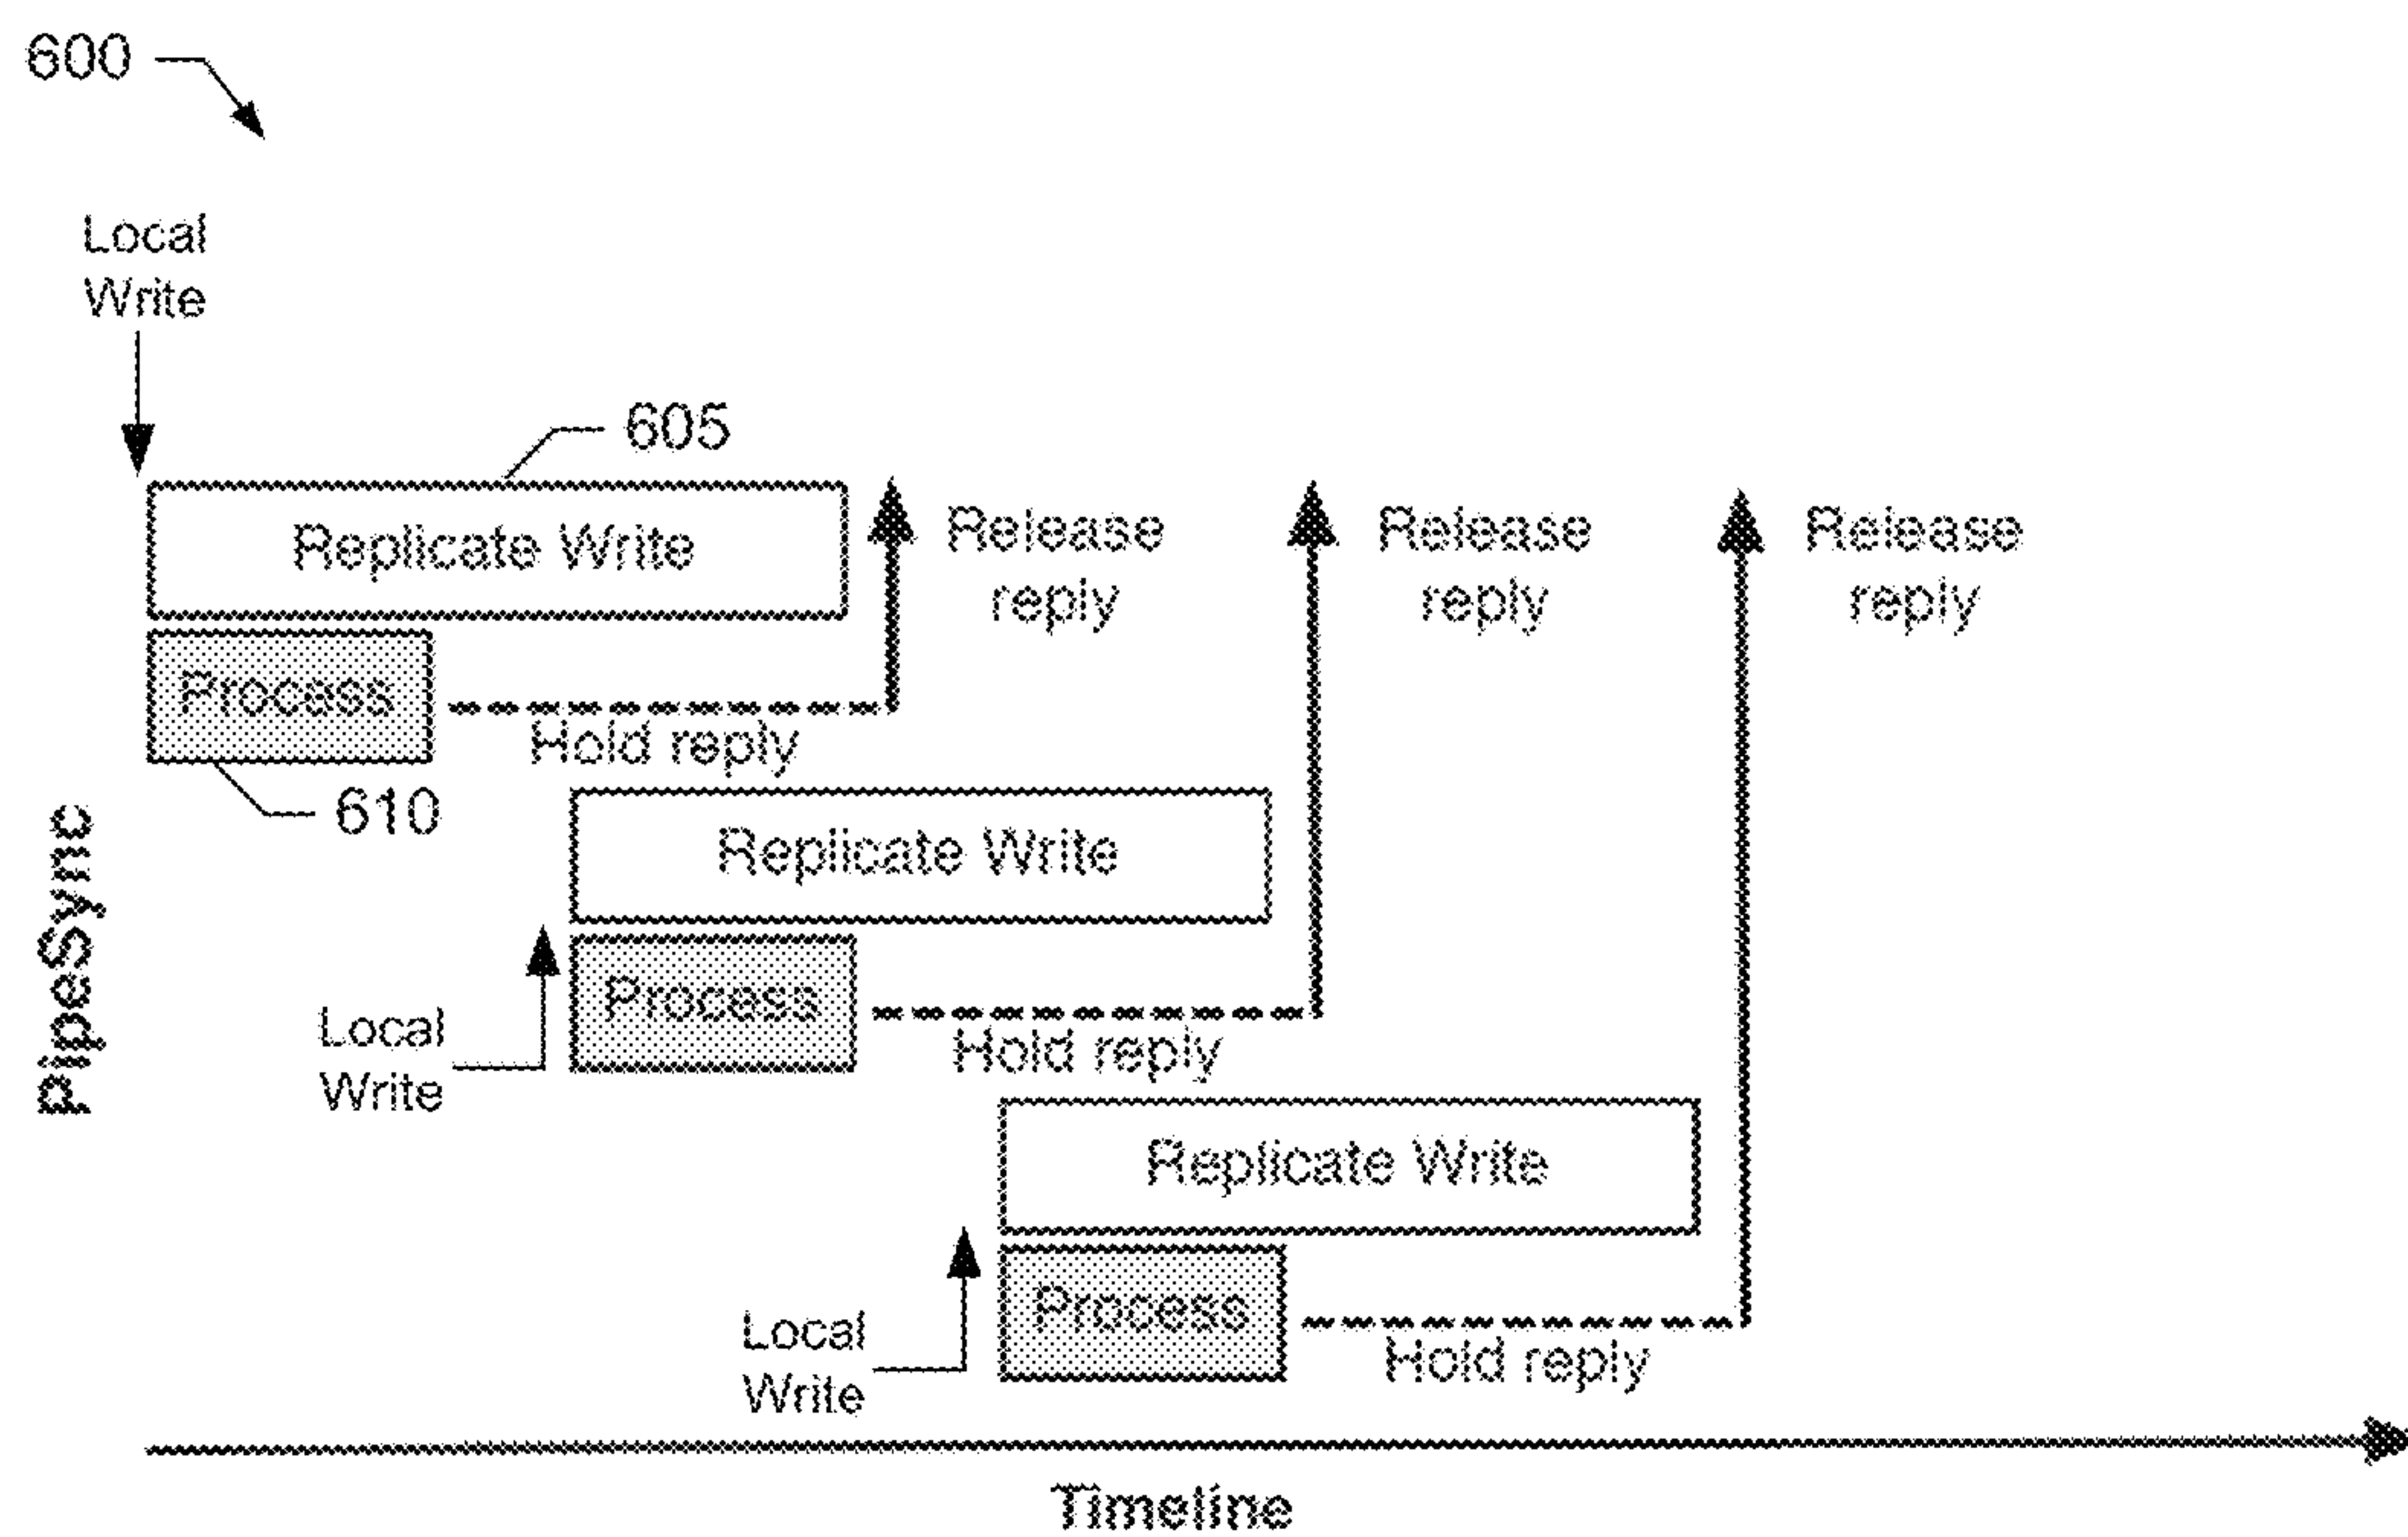 600
Local
Write
605
Replicate Write
Release
reply
Release
reply
Release
reply
Process
Hold reply
610
PipeSync
Replicate Write
Process
Local
Write
Hold reply
Replicate Write
Process
Local
Write
Hold reply
Timeline